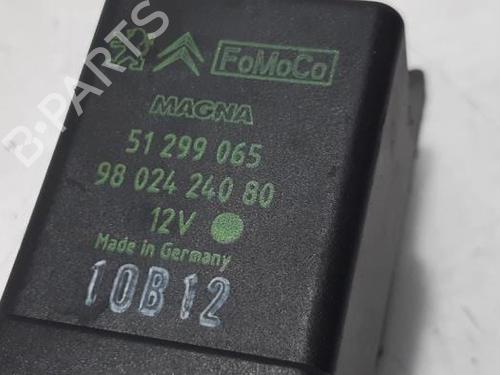 FoMoCo
MAGNA
51 299 065
98 024 240 80
12V
Made in Germany
10B12
B-PARTS